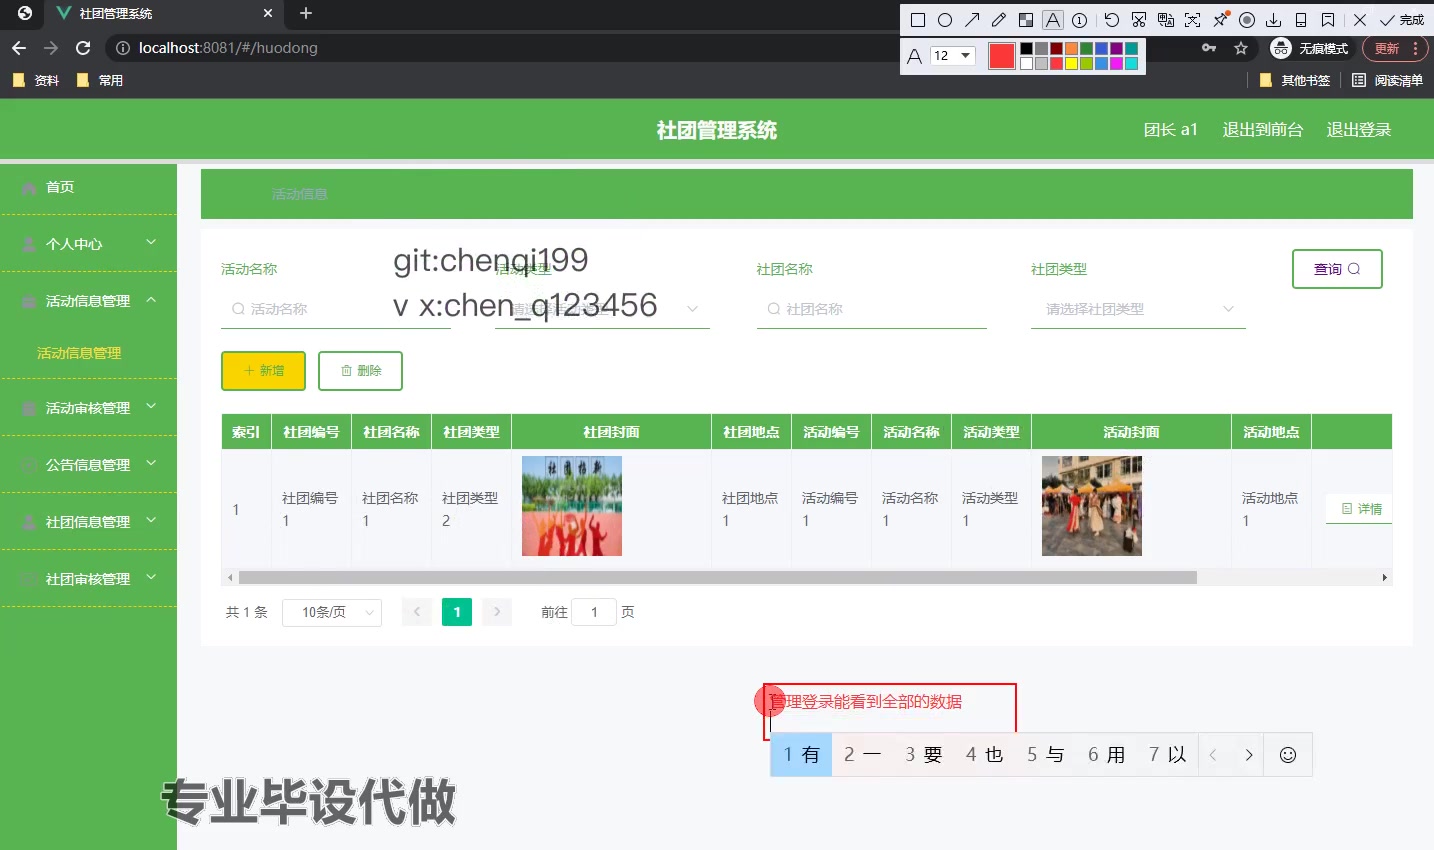 社团管理系统
完成
localhost:8081/#/huodong
无痕模式
更新
A 12
资料
常用
其他书签
阅读清单
社团管理系统
团长 a1
退出到前台
退出登录
首页
个人中心
活动信息管理
活动信息管理
活动审核管理
公告信息管理
社团信息管理
社团审核管理
活动信息
git:chenqi199
v x:chen_q123456
活动名称
活动类型
社团名称
社团类型
查询
活动名称
请选择活动类型
社团名称
请选择社团类型
新增
删除
索引 社团编号 社团名称 社团类型 社团封面 社团地点 活动编号 活动名称 活动类型 活动封面 活动地点
1 社团编号1 社团名称1 社团类型2 社团地点1 活动编号1 活动名称1 活动类型1 活动地点1 详情
共 1 条 10条/页 1 前往 1 页
管理登录能看到全部的数据
1 有 2 一 3 要 4 也 5 与 6 用 7 以
专业毕设代做